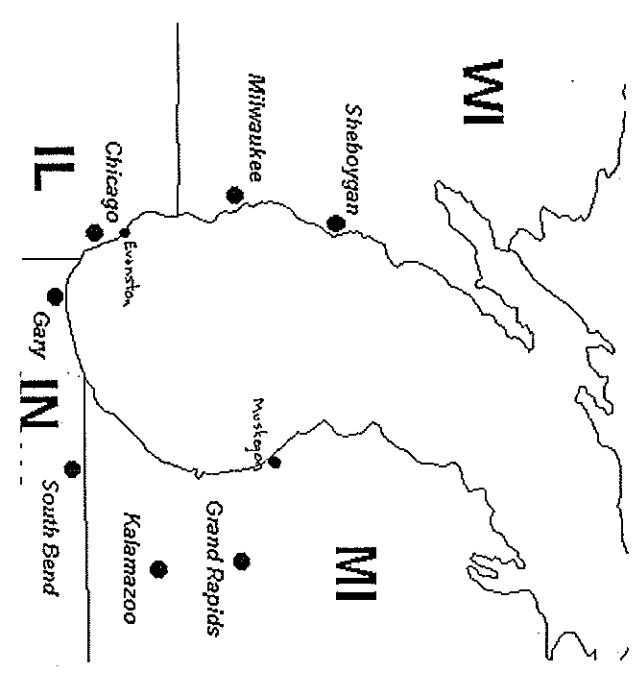 WI
Sheboygan
Milwaukee
Chicago
IL
Evanston
Gary
IN
Muskegon
MI
Grand Rapids
Kalamazoo
South Bend